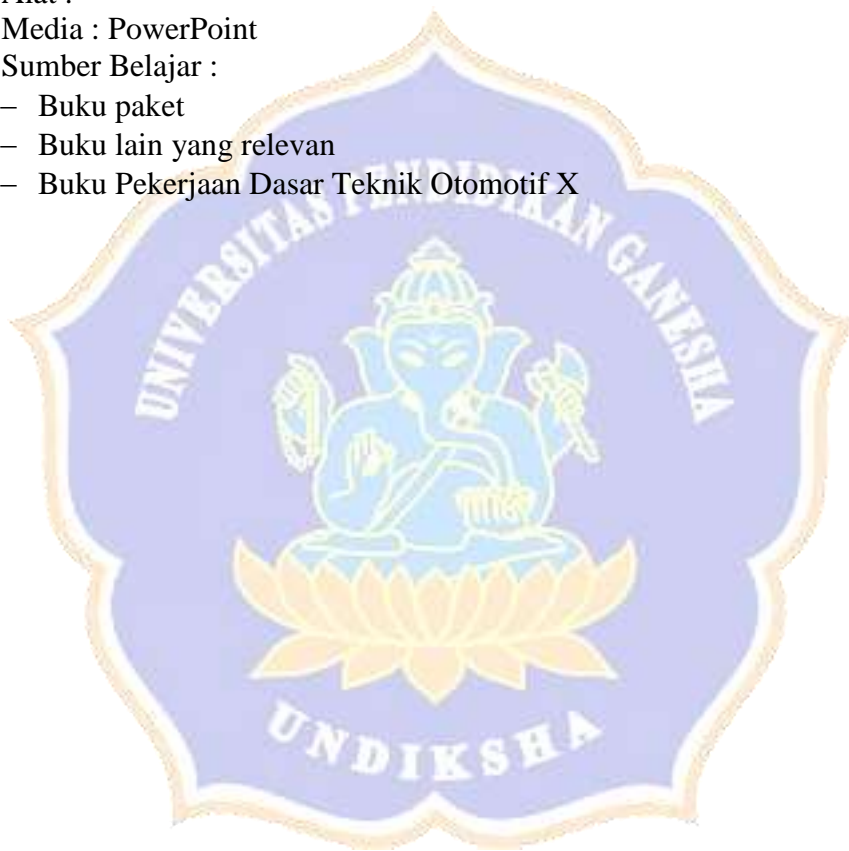 Alat :
Media : PowerPoint
Sumber Belajar :
– Buku paket
– Buku lain yang relevan
– Buku Pekerjaan Dasar Teknik Otomotif X
UNIVERSITAS PENDIDIKAN GANESHA
UNDIKSHA